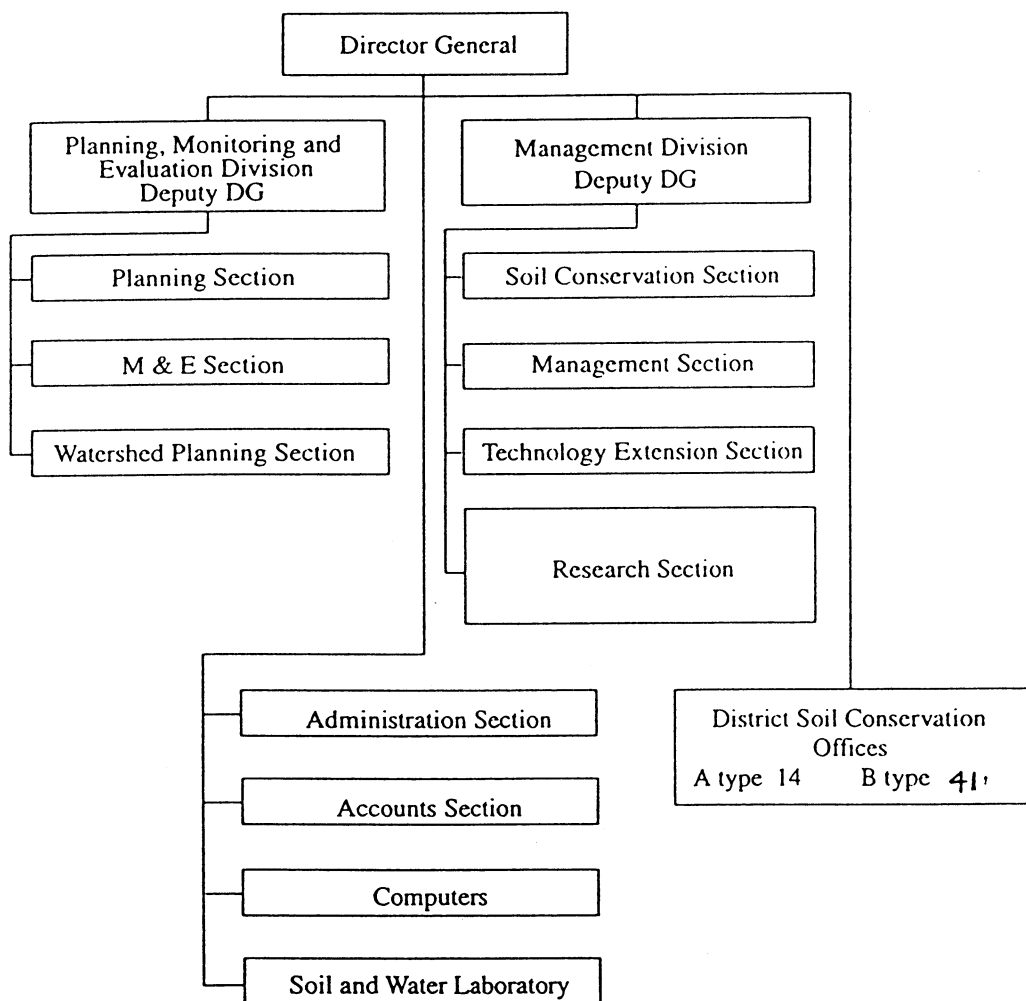 Director General
Planning, Monitoring and
Evaluation Division
Deputy DG
Management Division
Deputy DG
Planning Section
M & E Section
Watershed Planning Section
Soil Conservation Section
Management Section
Technology Extension Section
Research Section
Administration Section
Accounts Section
Computers
Soil and Water Laboratory
District Soil Conservation
Offices
A type 14 B type 41